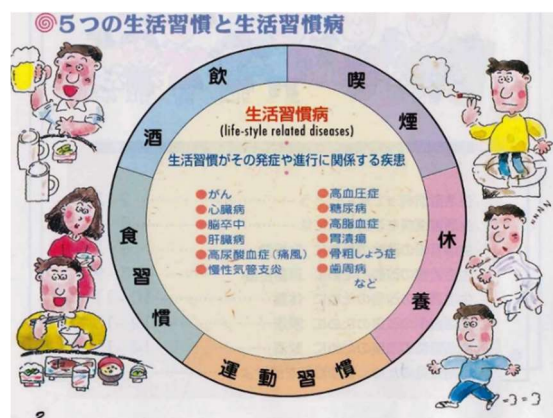 5つの生活習慣と生活習慣病
飲酒
喫煙
休養
運動習慣
食習慣
生活習慣病
(life-style related diseases)
生活習慣がその発症や進行に関係する疾患
●がん
●心臓病
●脳卒中
●肝臓病
●高尿酸血症(痛風)
●慢性気管支炎
●高血圧症
●糖尿病
●高脂血症
●胃潰瘍
●骨粗しょう症
●歯周病
など